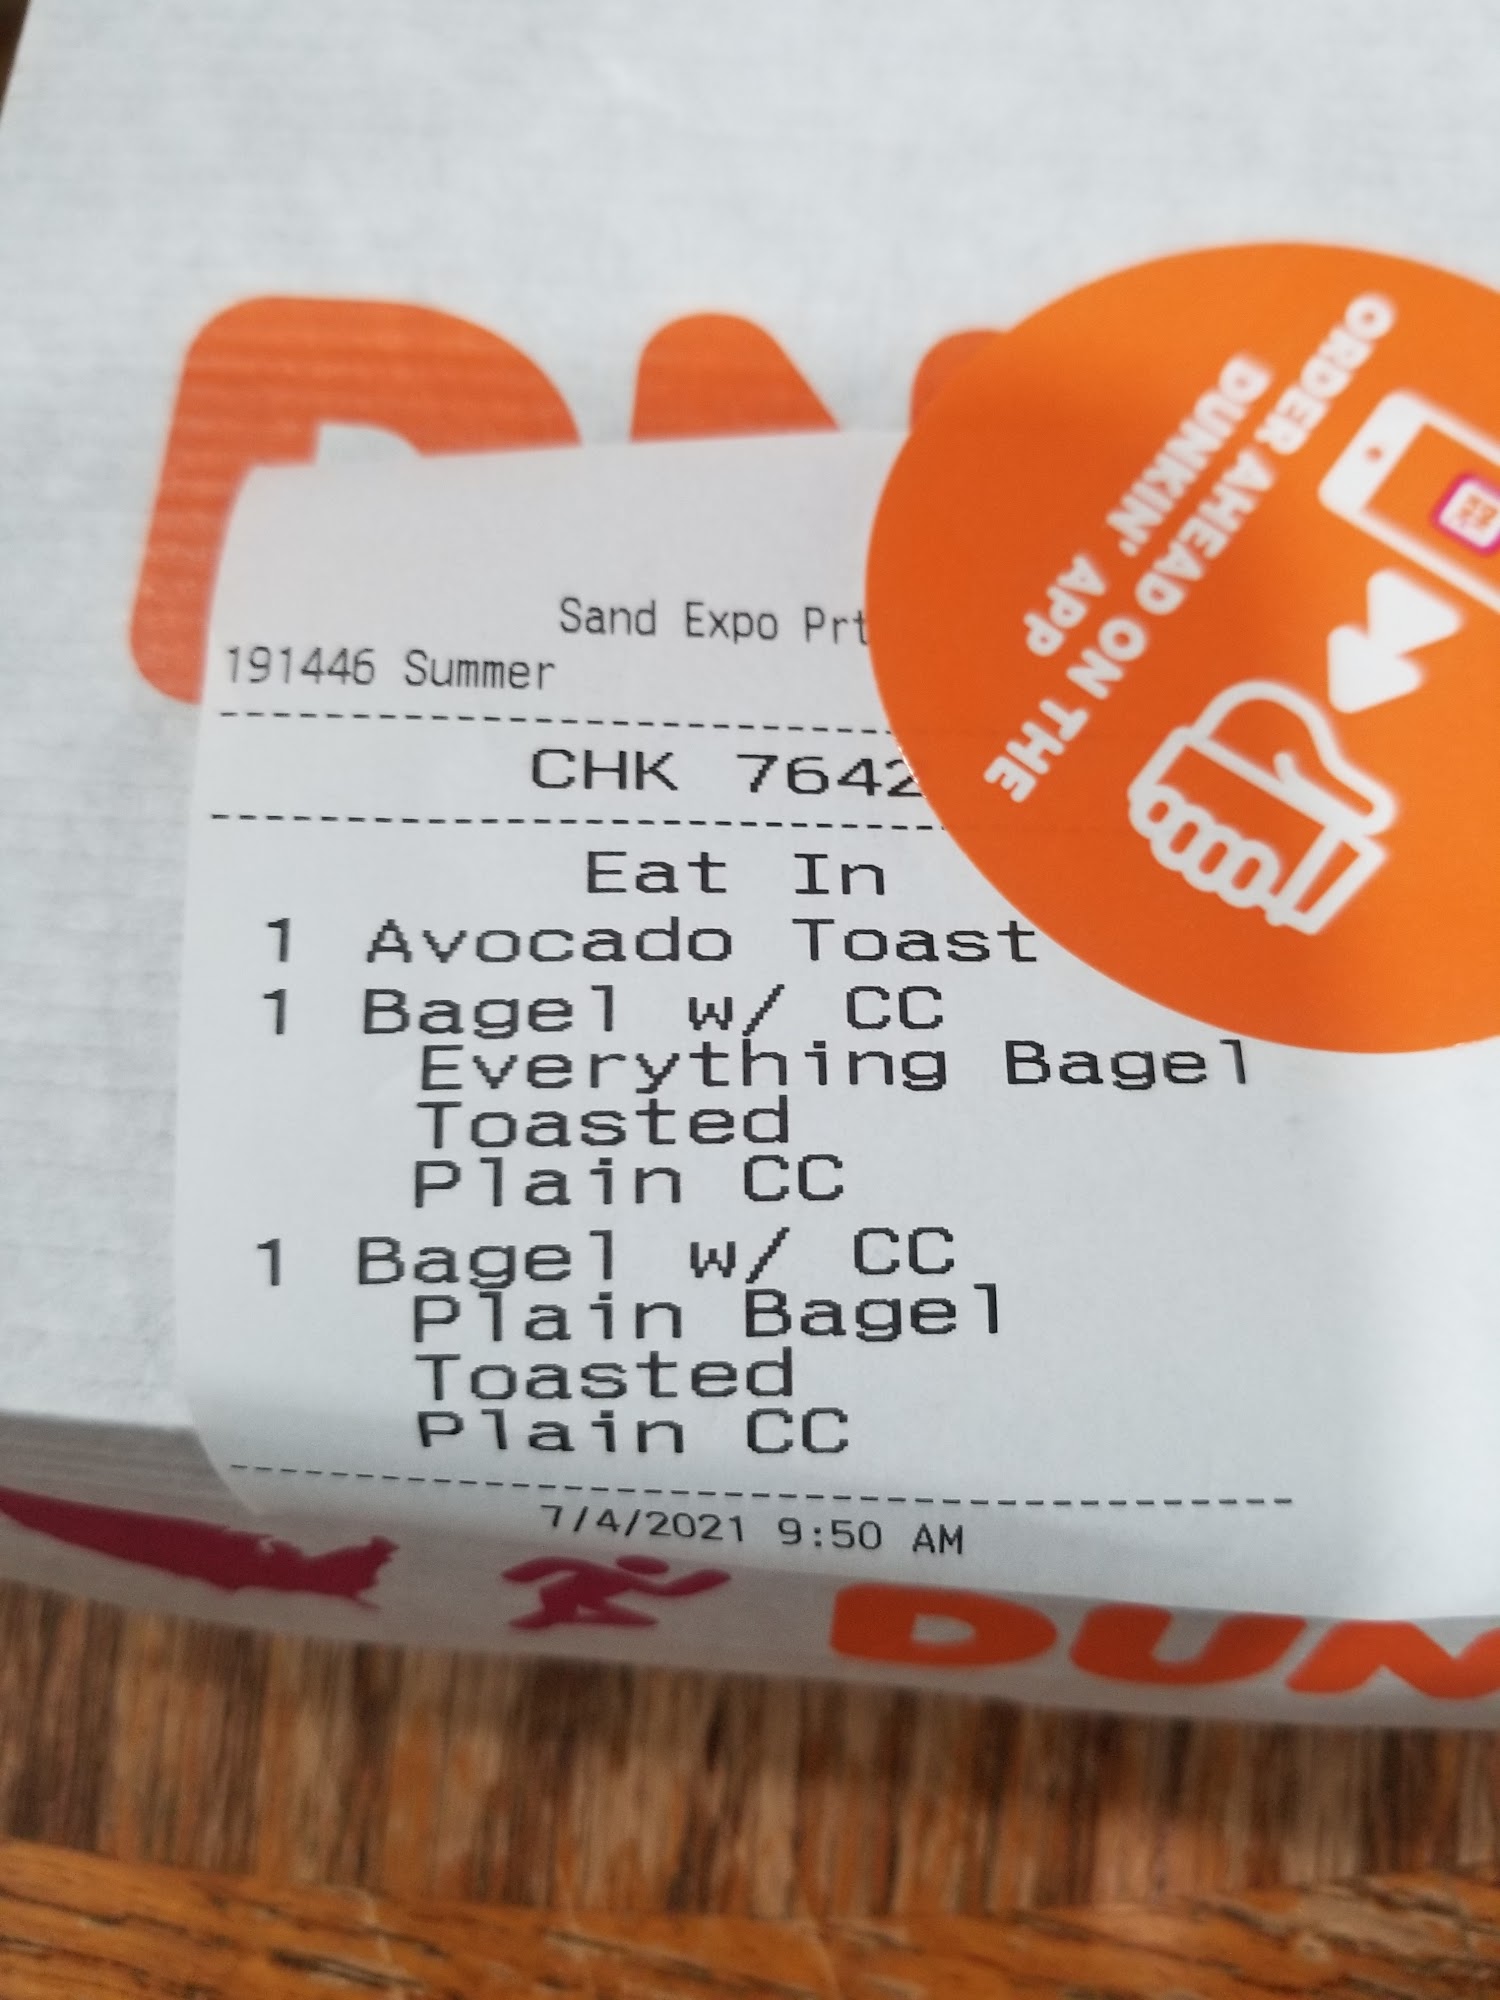 Sand Expo Prt
191446 Summer
CHK 7642
Eat In
1 Avocado Toast
1 Bagel w/ CC
Everything Bagel
Toasted
Plain CC
1 Bagel w/ CC
Plain Bagel
Toasted
Plain CC
7/4/2021 9:50 AM
ORDER AHEAD ON THE
DUNKIN' APP
DUN